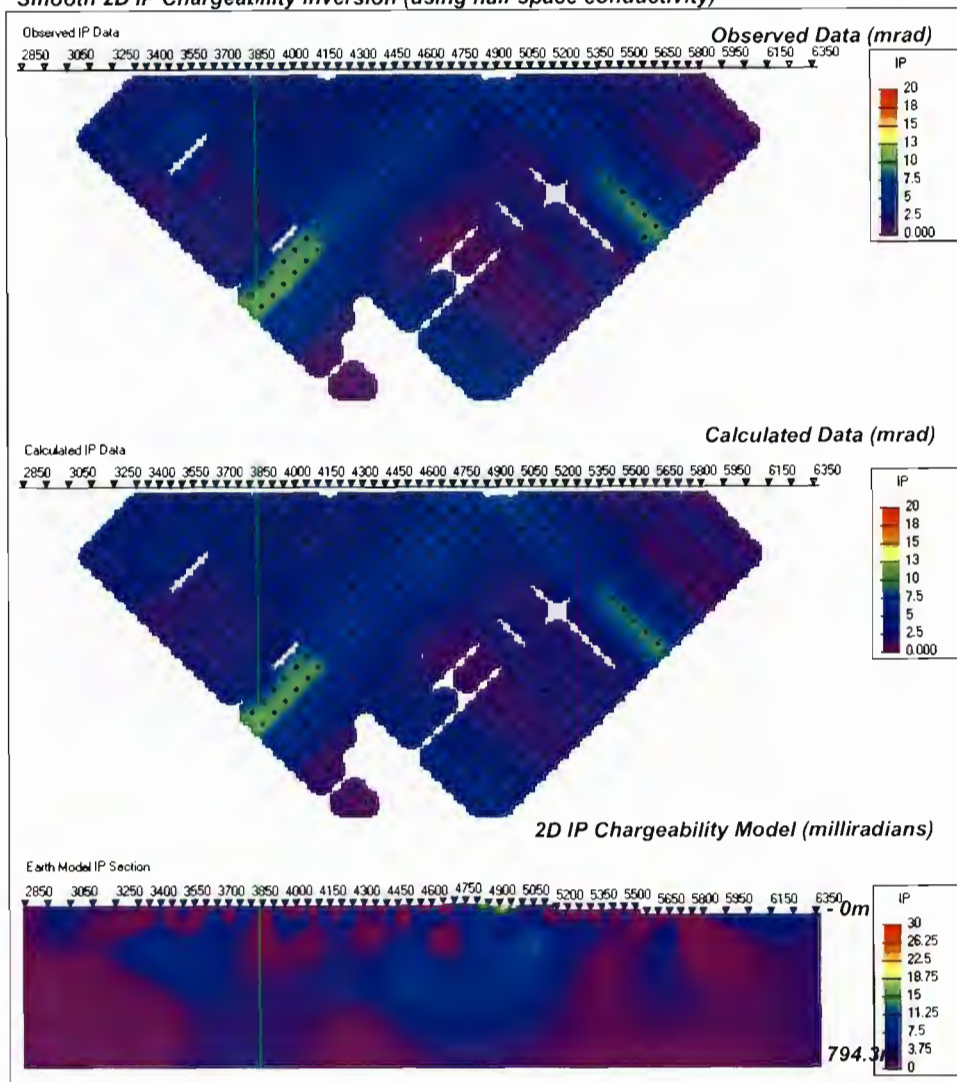 Smooth 2D IP Chargeability Inversion (using half-space conductivity)
Observed IP Data
Observed Data (mrad)
2850 3060 3250 3400 3550 3700 3850 4000 4150 4300 4450 4600 4750 4900 5050 5200 5350 5500 5650 5800 5950 6150 6350
IP
20
18
15
13
10
7.5
5
2.5
0.000
Calculated Data (mrad)
Calculated IP Data
2850 3050 3250 3400 3550 3700 3850 4000 4150 4300 4450 4600 4750 4900 5050 5200 5350 5500 5650 5800 5950 6150 6350
IP
20
18
15
13
10
7.5
5
2.5
0.000
2D IP Chargeability Model (milliradians)
Earth Model IP Section
2850 3050 3250 3400 3550 3700 3850 4000 4150 4300 4450 4600 4750 4900 5050 5200 5350 5500 5650 5800 5950 6150 6350
- 0m
794.3
IP
30
26.25
22.5
18.75
15
11.25
7.5
3.75
0